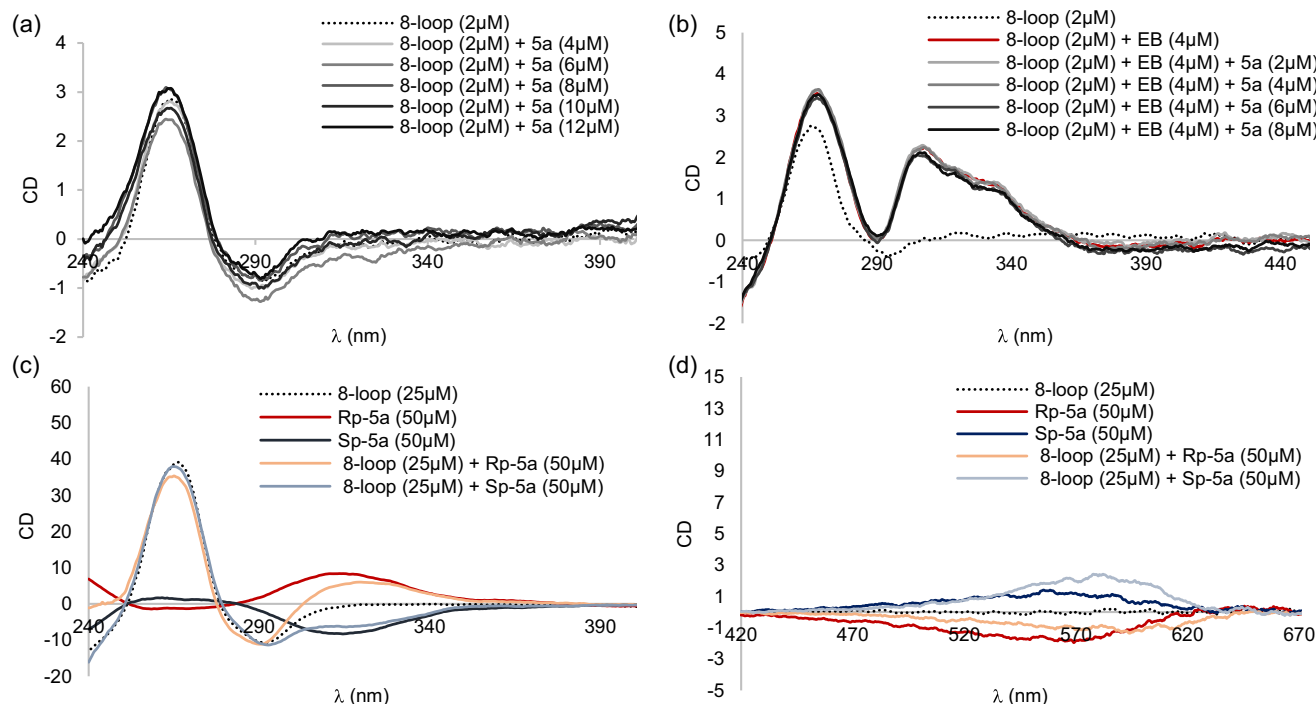 (a)
8-loop (2µM)
8-loop (2µM) + 5a (4µM)
8-loop (2µM) + 5a (6µM)
8-loop (2µM) + 5a (8µM)
8-loop (2µM) + 5a (10µM)
8-loop (2µM) + 5a (12µM)
4
3
2
1
0
-1
-2
CD
240
290
340
390
λ (nm)
(b)
8-loop (2µM)
8-loop (2µM) + EB (4µM)
8-loop (2µM) + EB (4µM) + 5a (2µM)
8-loop (2µM) + EB (4µM) + 5a (4µM)
8-loop (2µM) + EB (4µM) + 5a (6µM)
8-loop (2µM) + EB (4µM) + 5a (8µM)
5
4
3
2
1
0
-1
-2
CD
240
290
340
390
440
λ (nm)
(c)
8-loop (25µM)
Rp-5a (50µM)
Sp-5a (50µM)
8-loop (25µM) + Rp-5a (50µM)
8-loop (25µM) + Sp-5a (50µM)
60
50
40
30
20
10
0
-10
-20
CD
240
290
340
390
λ (nm)
(d)
8-loop (25µM)
Rp-5a (50µM)
Sp-5a (50µM)
8-loop (25µM) + Rp-5a (50µM)
8-loop (25µM) + Sp-5a (50µM)
15
13
11
9
7
5
3
1
-1
-3
-5
CD
420
470
520
570
620
670
λ (nm)